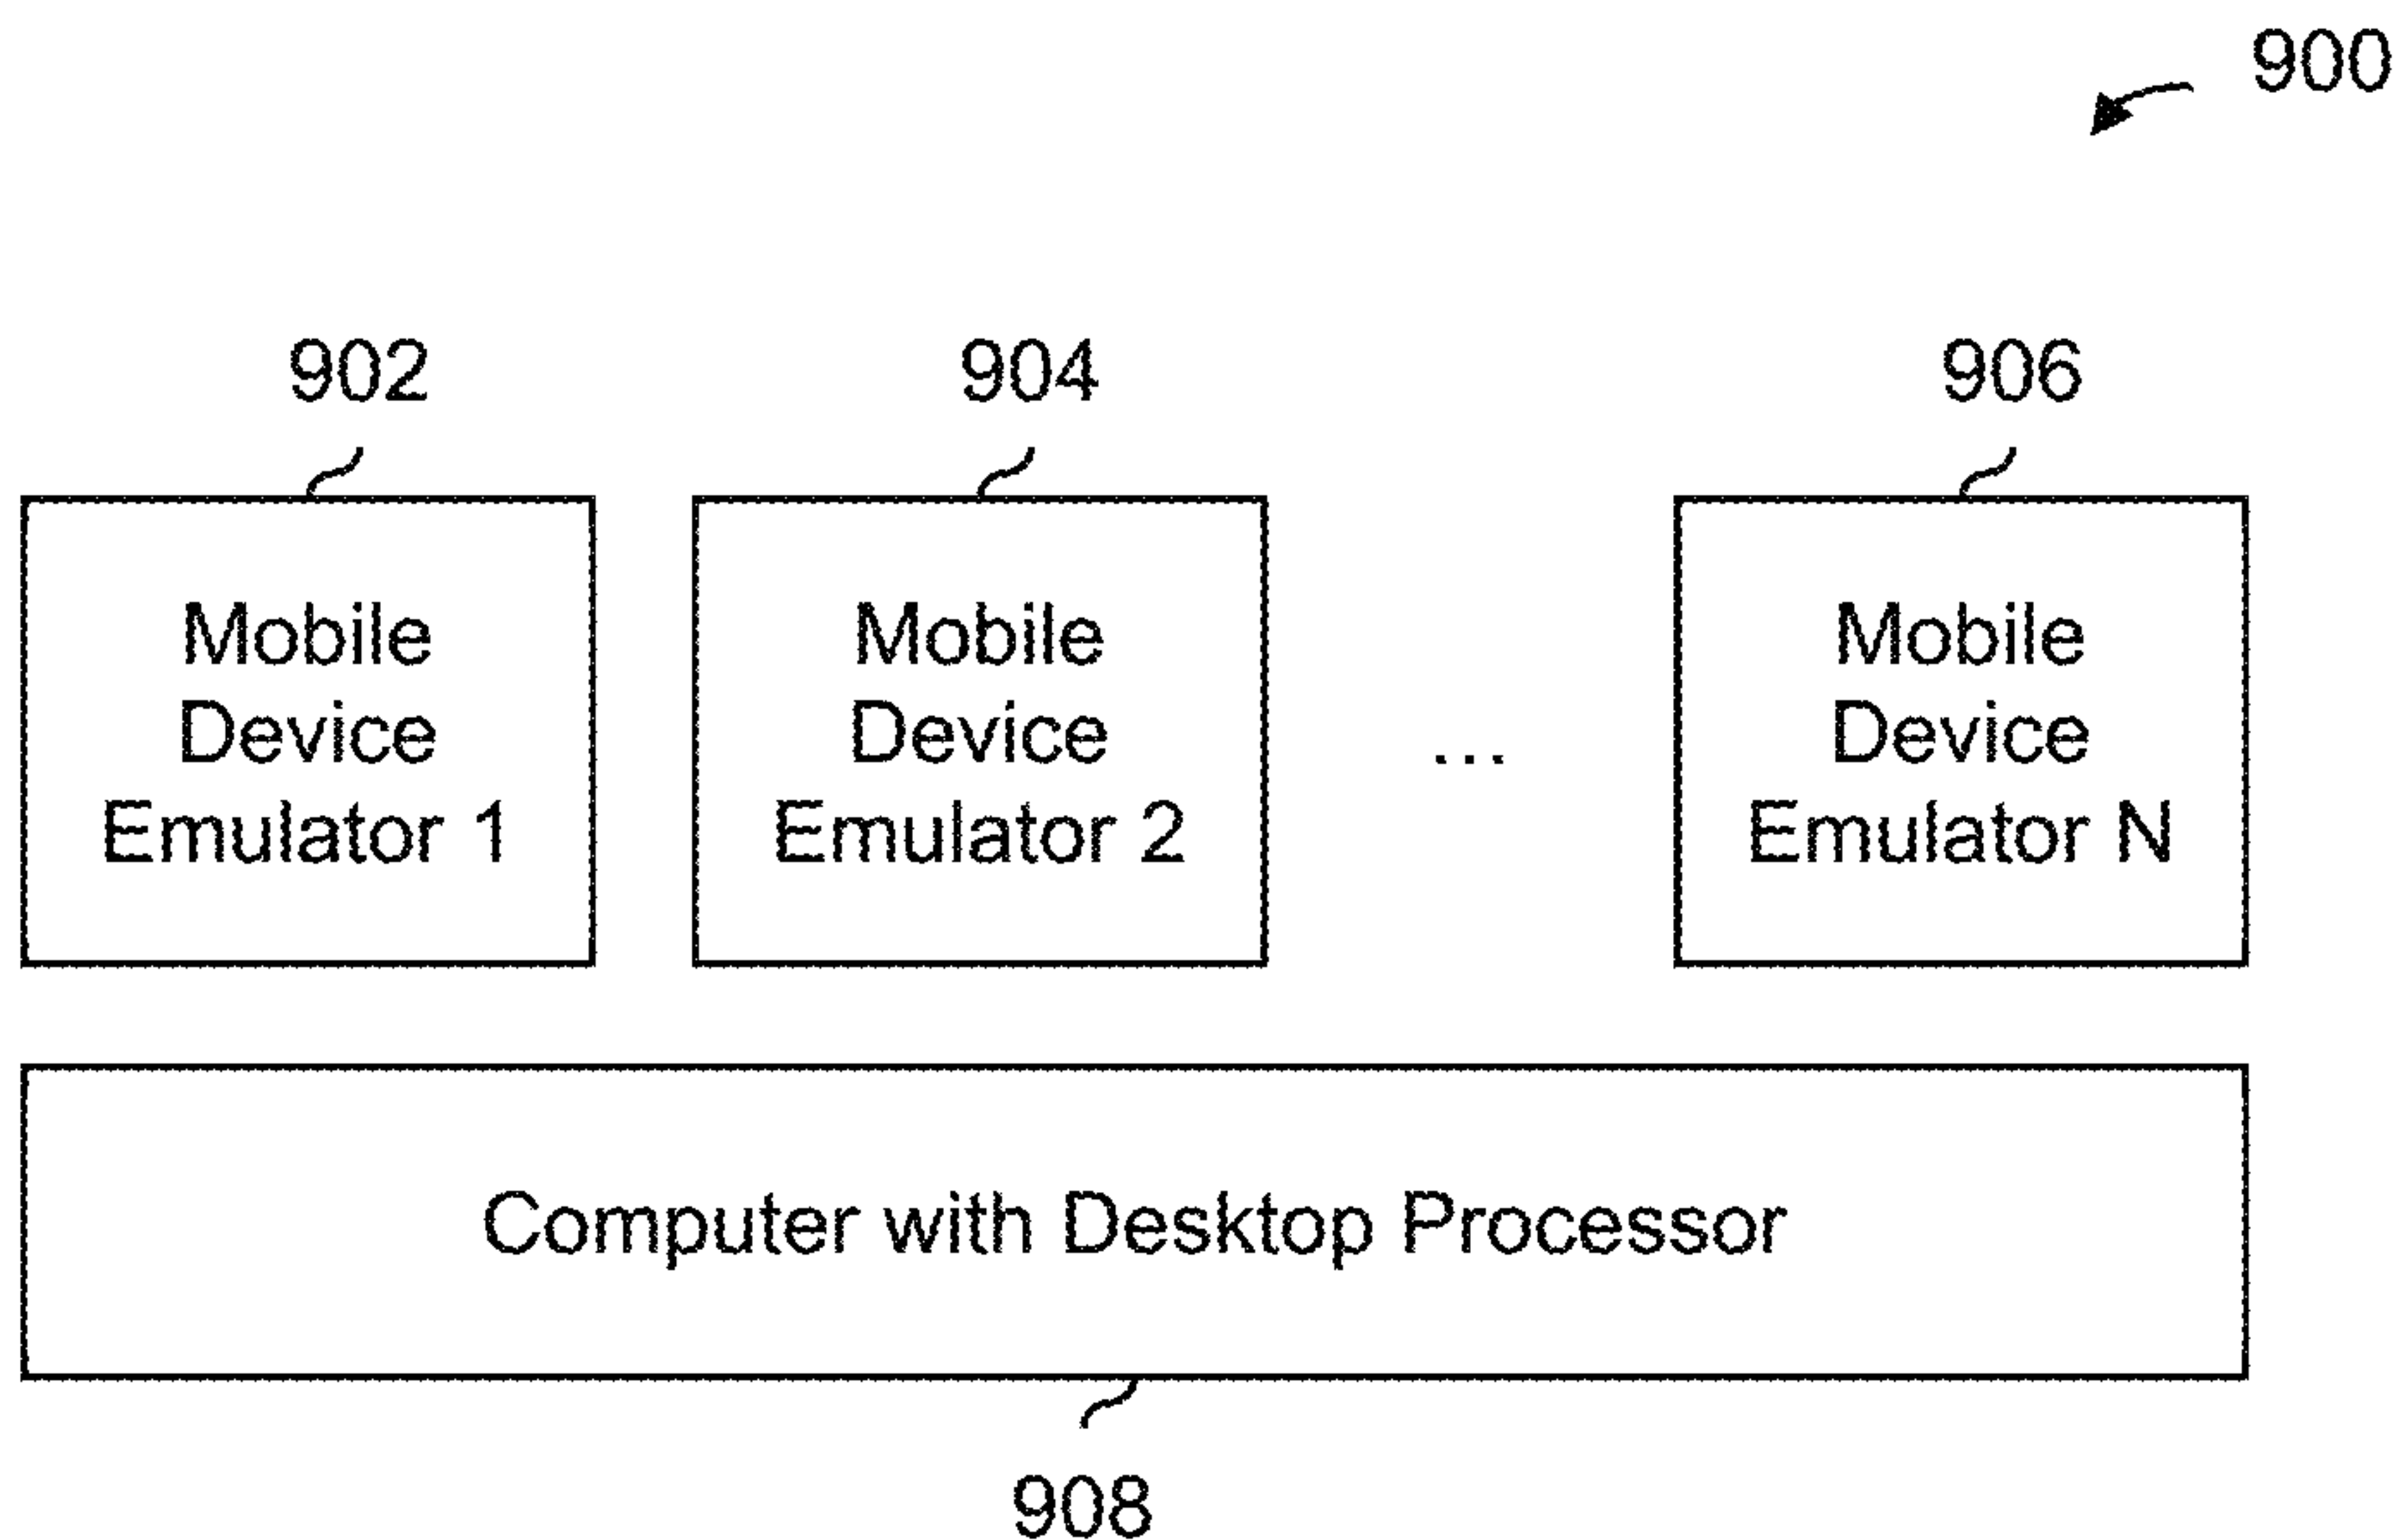 900
902
904
906
Mobile
Device
Emulator 1
Mobile
Device
Emulator 2
...
Mobile
Device
Emulator N
Computer with Desktop Processor
908